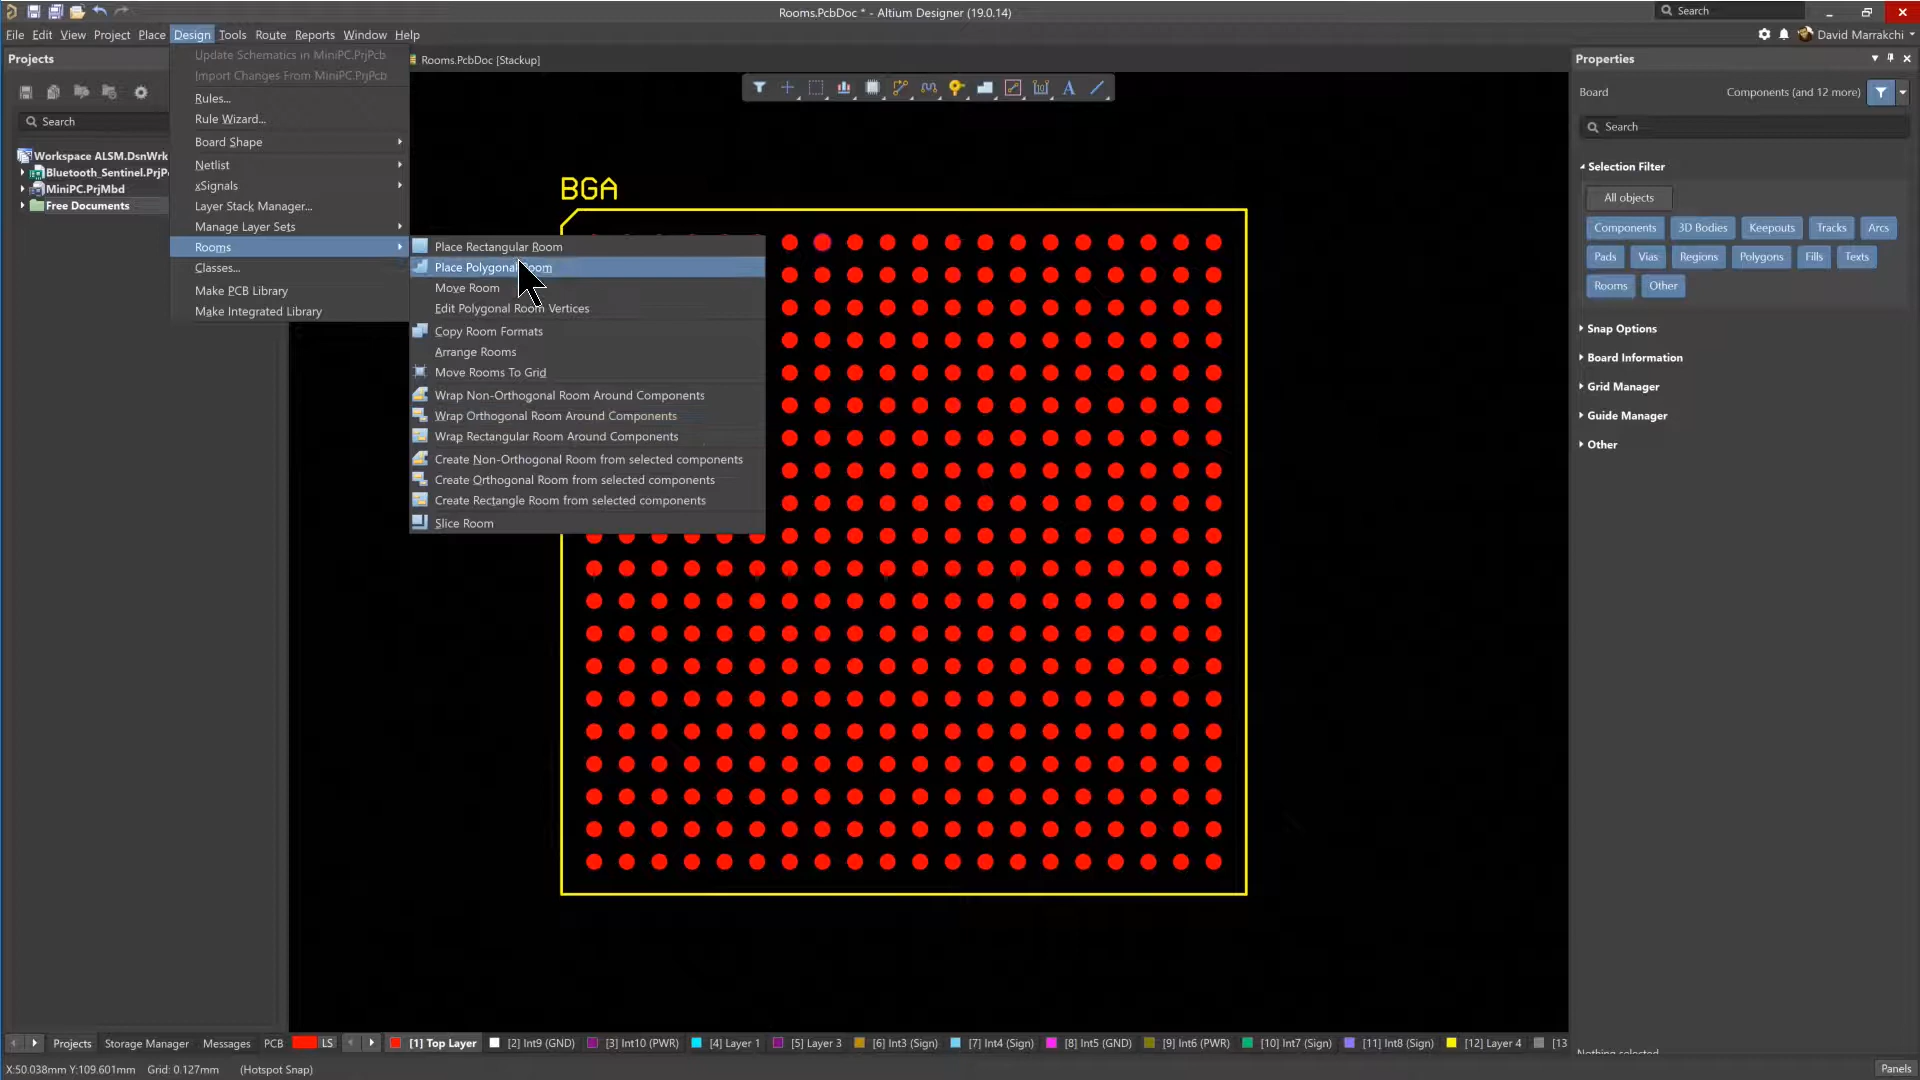 Rooms.PcbDoc * - Altium Designer (19.0.14)
Search
File Edit View Project Place Design Tools Route Reports Window Help
David Marrakchi
Projects
Update Schematics in MiniPC.PrjPcb
Import Changes From MiniPC.PrjPcb
Rooms.PcbDoc [Stackup]
Properties
Board
Components (and 12 more)
Search
Search
Workspace ALSM.DsnWrk
Bluetooth_Sentinel.PrjP
MiniPC.PrjMbd
Free Documents
Rules...
Rule Wizard...
Board Shape
Netlist
xSignals
Layer Stack Manager...
Manage Layer Sets
Rooms
Classes...
Make PCB Library
Make Integrated Library
Place Rectangular Room
Place Polygonal Room
Move Room
Edit Polygonal Room Vertices
Copy Room Formats
Arrange Rooms
Move Rooms To Grid
Wrap Non-Orthogonal Room Around Components
Wrap Orthogonal Room Around Components
Wrap Rectangular Room Around Components
Create Non-Orthogonal Room from selected components
Create Orthogonal Room from selected components
Create Rectangle Room from selected components
Slice Room
BGA
Selection Filter
All objects
Components 3D Bodies Keepouts Tracks Arcs
Pads Vias Regions Polygons Fills Texts
Rooms Other
Snap Options
Board Information
Grid Manager
Guide Manager
Other
Nothing selected
Projects Storage Manager Messages PCB LS [1] Top Layer [2] Int9 (GND) [3] Int10 (PWR) [4] Layer 1 [5] Layer 3 [6] Int3 (Sign) [7] Int4 (Sign) [8] Int5 (GND) [9] Int6 (PWR) [10] Int7 (Sign) [11] Int8 (Sign) [12] Layer 4 [13
X:50.038mm Y:109.601mm Grid: 0.127mm (Hotspot Snap)
Panels